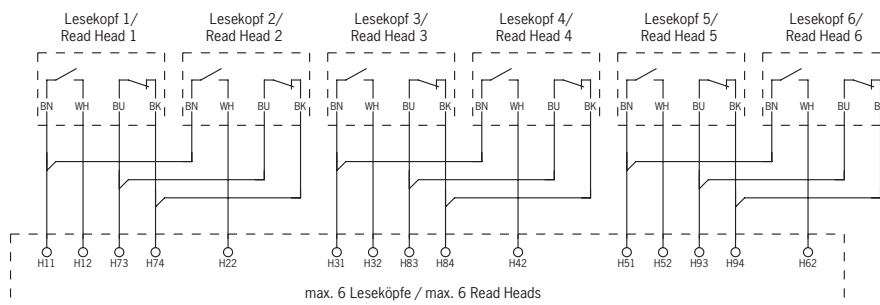 Lesekopf 1/ Lesekopf 2/ Lesekopf 3/ Lesekopf 4/ Lesekopf 5/ Lesekopf 6/
Read Head 1 Read Head 2 Read Head 3 Read Head 4 Read Head 5 Read Head 6
BN WH BU BK BN WH BU BK BN WH BU BK BN WH BU BK BN WH BU BK BN WH BU
H11 H12 H73 H74 H22 H31 H32 H83 H84 H42 H51 H52 H93 H94 H62
max. 6 Leseköpfe / max. 6 Read Heads